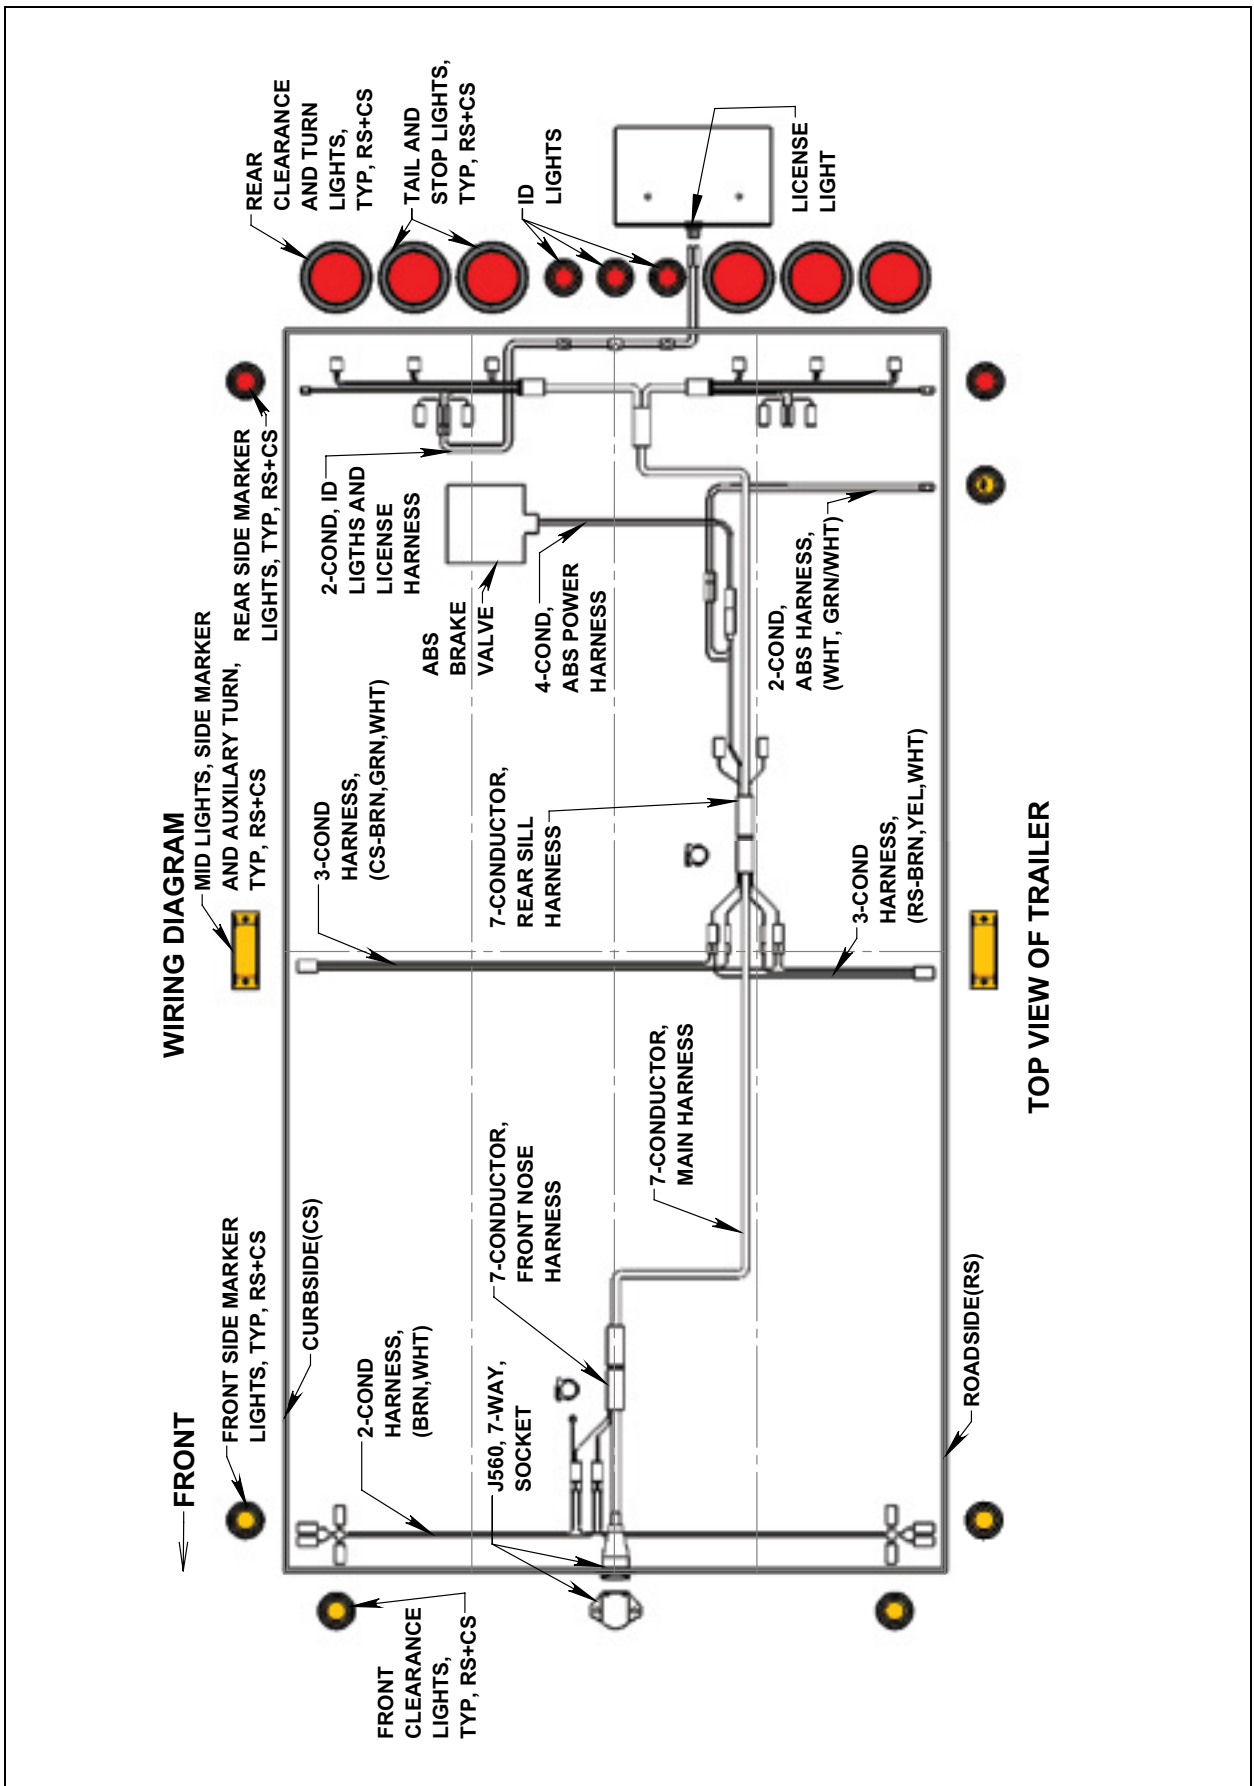 WIRING DIAGRAM
FRONT
FRONT SIDE MARKER
LIGHTS, TYP, RS+CS
MID LIGHTS, SIDE MARKER
AND AUXILARY TURN,
TYP, RS+CS
REAR SIDE MARKER
LIGHTS, TYP, RS+CS
REAR
CLEARANCE
AND TURN
LIGHTS,
TYP, RS+CS
TAIL AND
STOP LIGHTS,
TYP, RS+CS
ID
LIGHTS
LICENSE
LIGHT
CURBSIDE(CS)
2-COND
HARNESS,
(BRN,WHT)
3-COND
HARNESS,
(CS-BRN,GRN,WHT)
2-COND, ID
LIGTHS AND
LICENSE
HARNESS
ABS
BRAKE
VALVE
4-COND,
ABS POWER
HARNESS
FRONT
CLEARANCE
LIGHTS,
TYP, RS+CS
J560, 7-WAY,
SOCKET
7-CONDUCTOR,
FRONT NOSE
HARNESS
7-CONDUCTOR,
MAIN HARNESS
7-CONDUCTOR,
REAR SILL
HARNESS
2-COND,
ABS HARNESS,
(WHT, GRN/WHT)
3-COND
HARNESS,
(RS-BRN,YEL,WHT)
ROADSIDE(RS)
TOP VIEW OF TRAILER